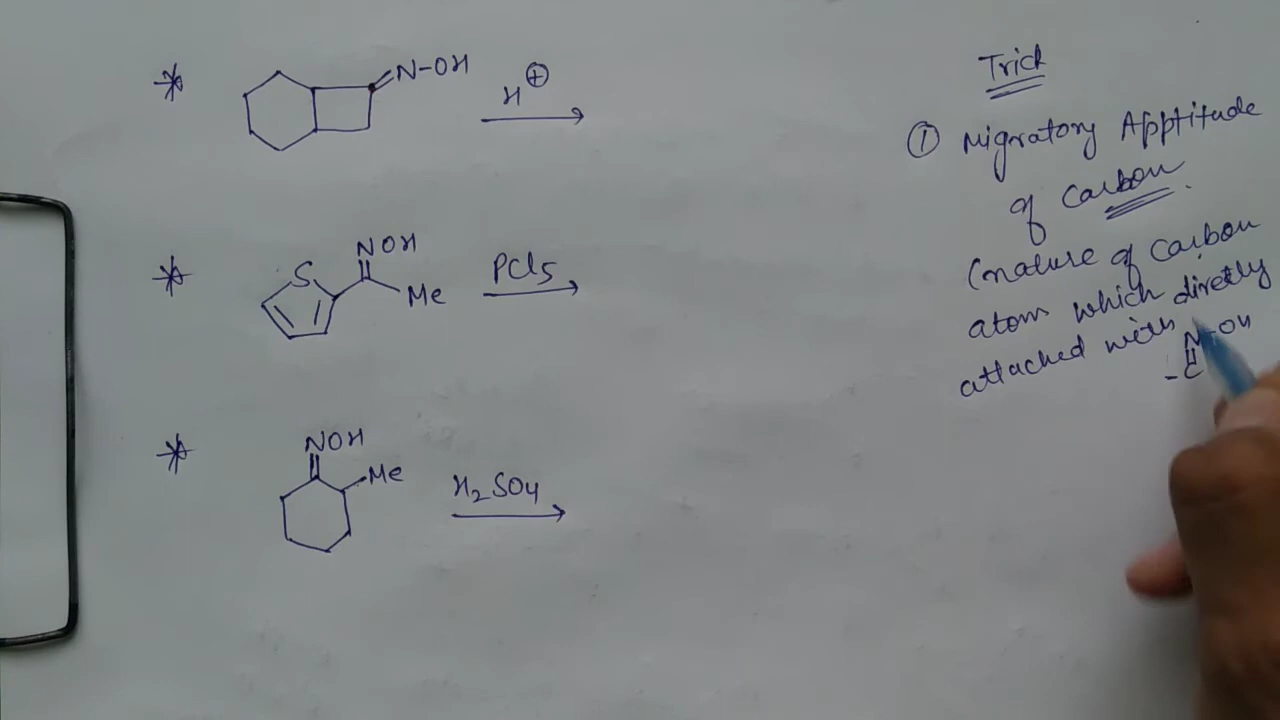 N-OH
H⊕
NOH
S
Me
PCl5
NOH
Me
H2SO4
Trick
① Migratory Apptitude
of Carbon.
(nature of Carbon
atom which directly
attached with
N-OH
-C